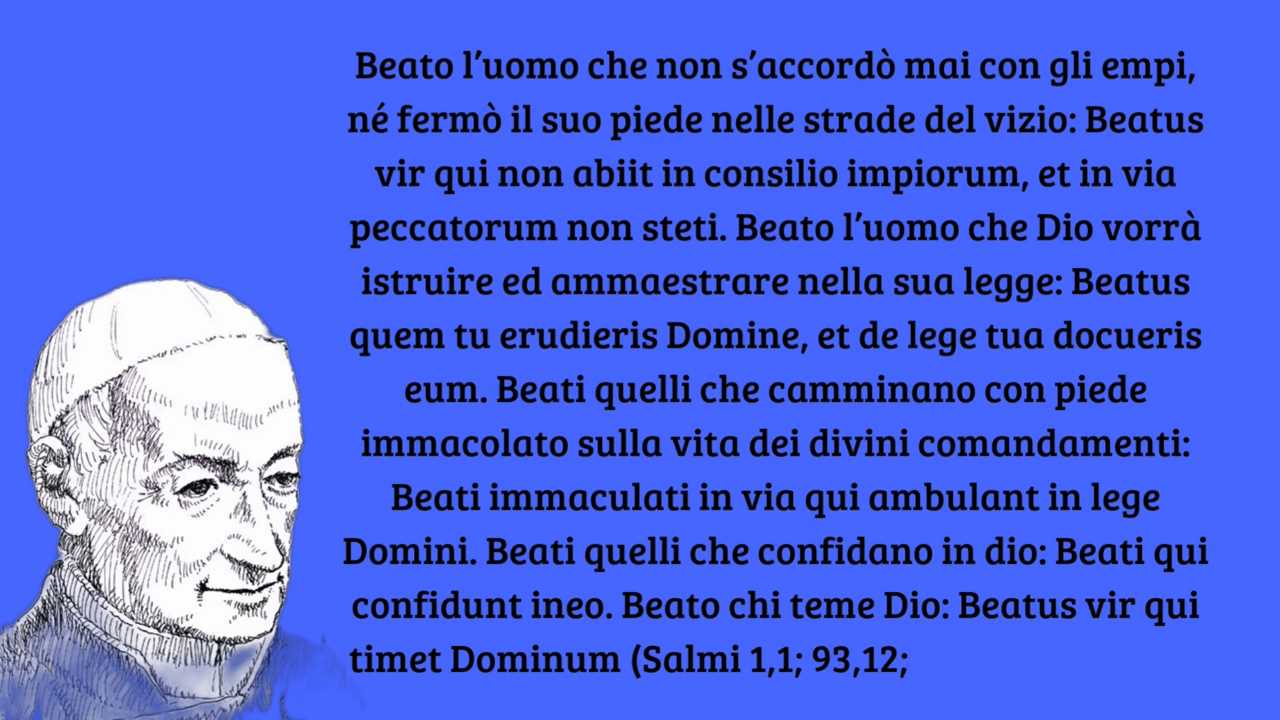 Beato l’uomo che non s’accordò mai con gli empi,
né fermò il suo piede nelle strade del vizio: Beatus
vir qui non abiit in consilio impiorum, et in via
peccatorum non steti. Beato l’uomo che Dio vorrà
istruire ed ammaestrare nella sua legge: Beatus
quem tu erudieris Domine, et de lege tua docueris
eum. Beati quelli che camminano con piede
immacolato sulla vita dei divini comandamenti:
Beati immaculati in via qui ambulant in lege
Domini. Beati quelli che confidano in dio: Beati qui
confidunt ineo. Beato chi teme Dio: Beatus vir qui
timet Dominum (Salmi 1,1; 93,12;